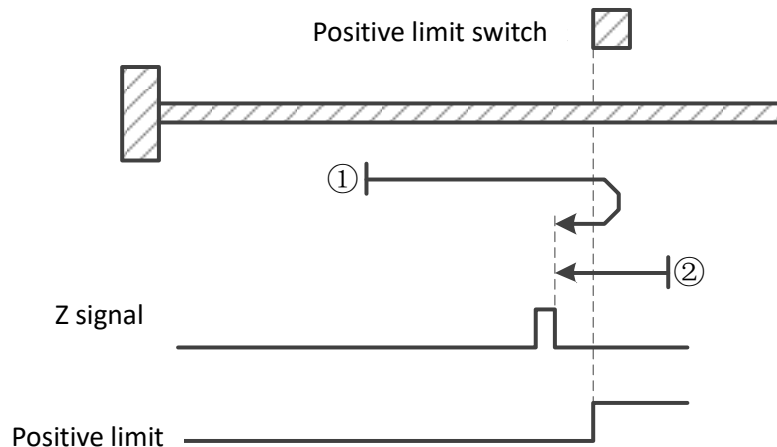 Positive limit switch
①
②
Z signal
Positive limit